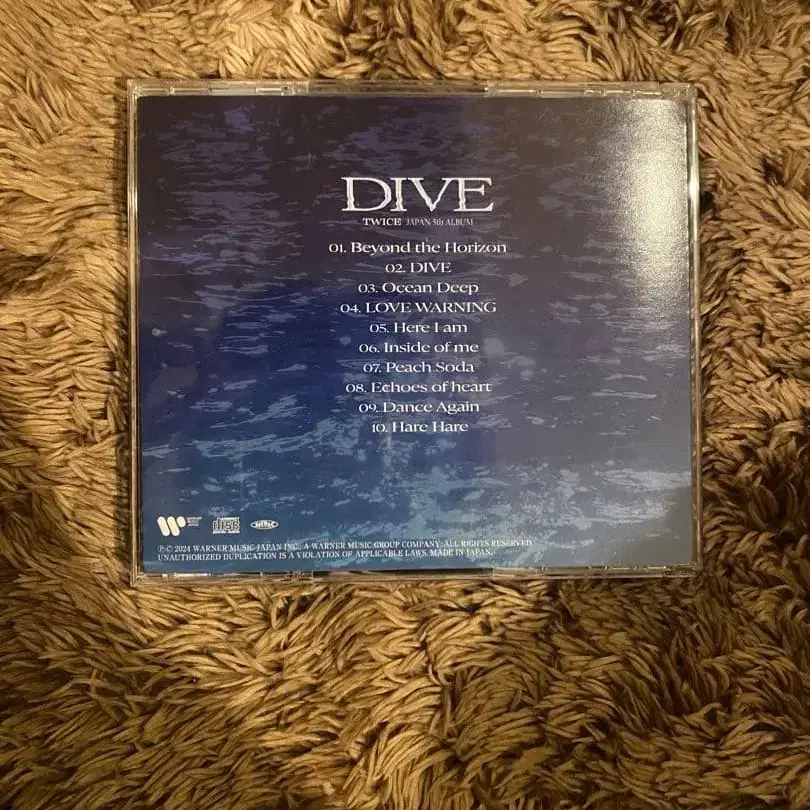 DIVE
TWICE JAPAN 5th ALBUM
01. Beyond the Horizon
02. DIVE
03. Ocean Deep
04. LOVE WARNING
05. Here I am
06. Inside of me
07. Peach Soda
08. Echoes of heart
09. Dance Again
10. Hare Hare
Ⓟ© 2024 WARNER MUSIC JAPAN INC., A WARNER MUSIC GROUP COMPANY. ALL RIGHTS RESERVED.
UNAUTHORIZED DUPLICATION IS A VIOLATION OF APPLICABLE LAWS. MADE IN JAPAN.